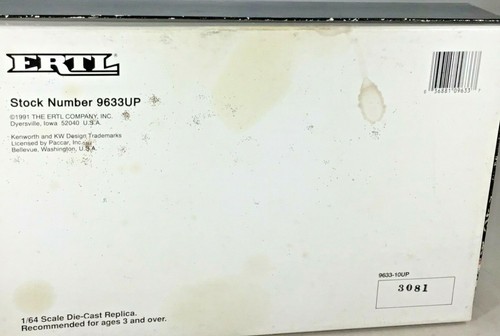 ERTL
Stock Number 9633UP
©1991 THE ERTL COMPANY, INC.
Dyersville, Iowa 52040 U.S.A.
Kenworth and KW Design Trademarks
Licensed by Paccar, Inc.
Bellevue, Washington, U.S.A.
36881 09633
9633-10UP
3081
1/64 Scale Die-Cast Replica.
Recommended for ages 3 and over.